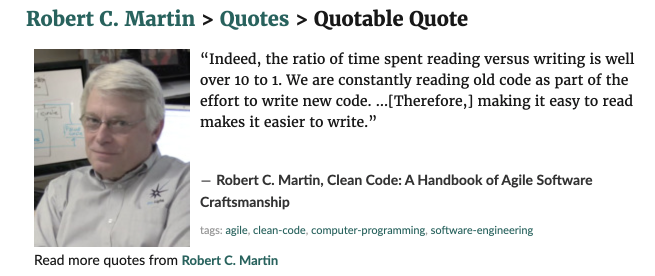 Robert C. Martin > Quotes > Quotable Quote
“Indeed, the ratio of time spent reading versus writing is well
over 10 to 1. We are constantly reading old code as part of the
effort to write new code. ...[Therefore,] making it easy to read
makes it easier to write.”
― Robert C. Martin, Clean Code: A Handbook of Agile Software
Craftsmanship
tags: agile, clean-code, computer-programming, software-engineering
Read more quotes from Robert C. Martin